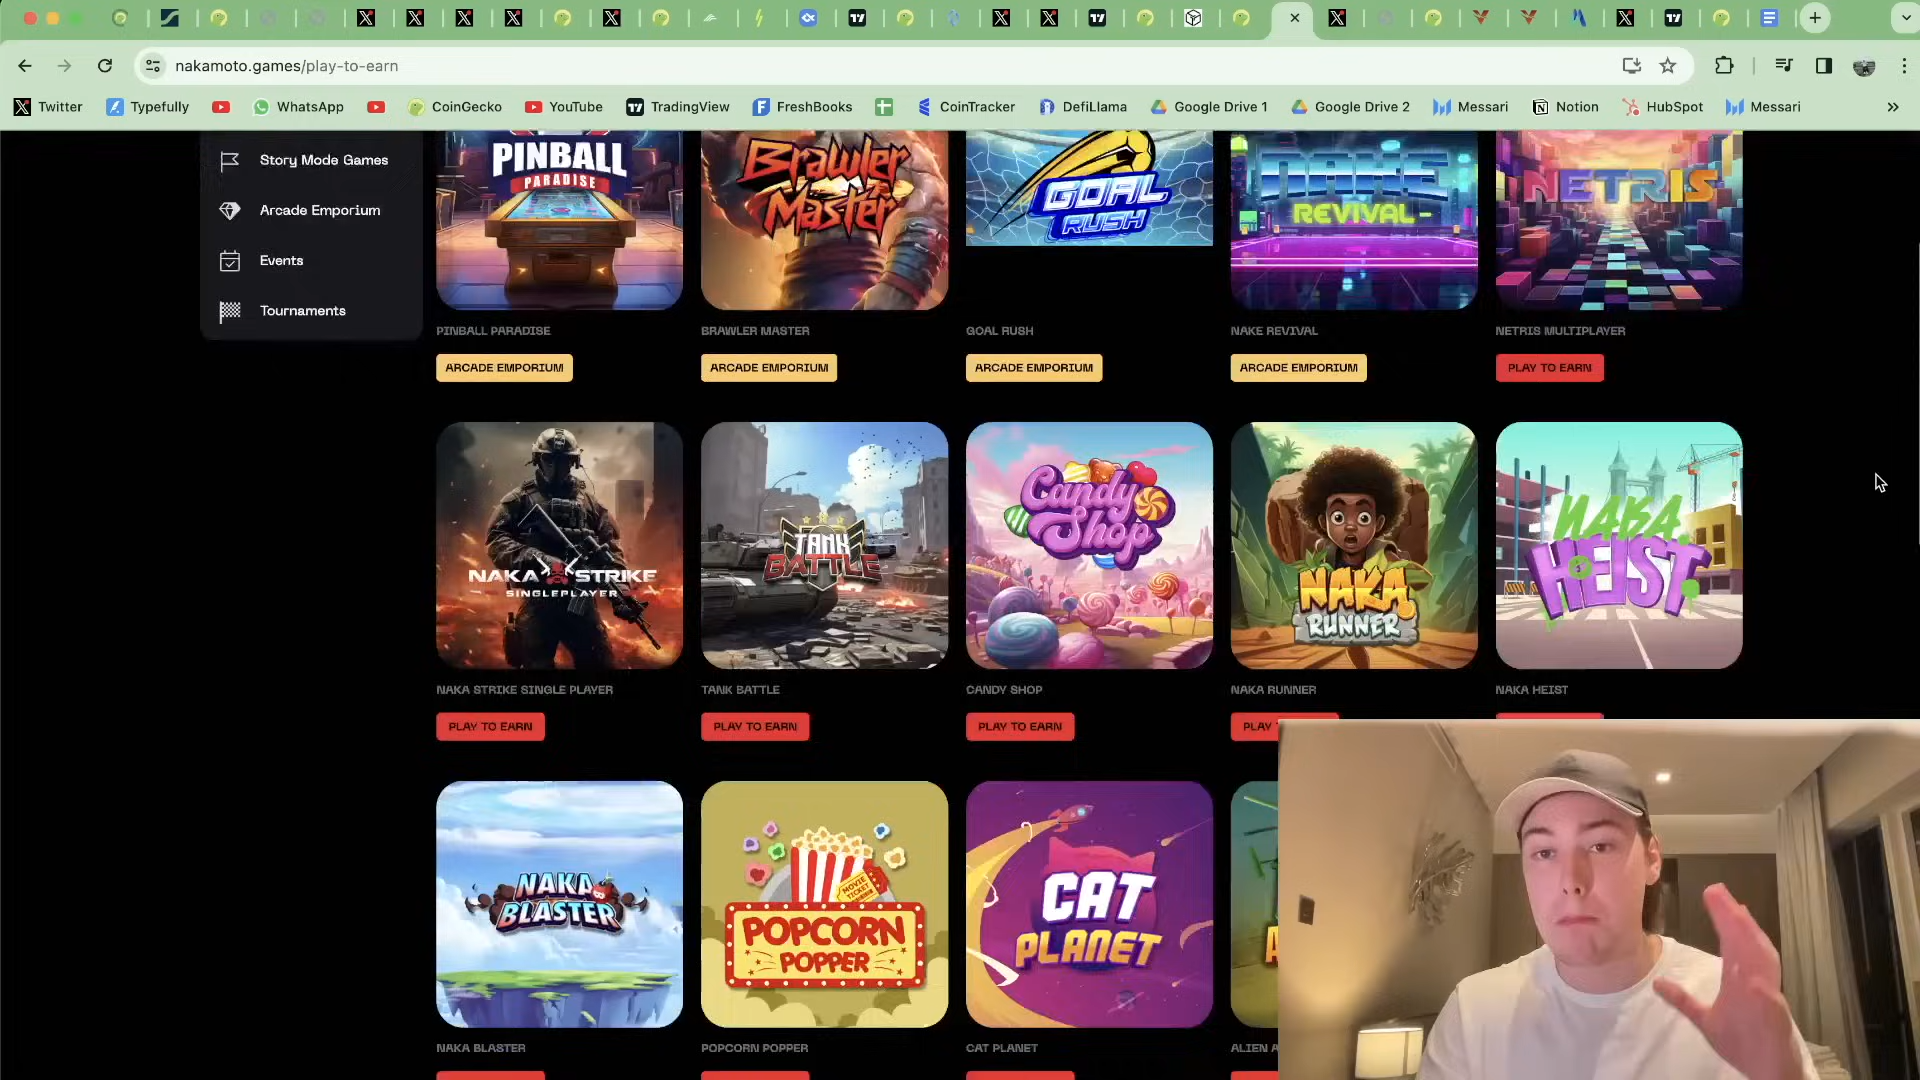 nakamoto.games/play-to-earn
Twitter
Typefully
WhatsApp
CoinGecko
YouTube
TradingView
FreshBooks
CoinTracker
DefiLlama
Google Drive 1
Google Drive 2
Messari
Notion
HubSpot
Messari
Story Mode Games
Arcade Emporium
Events
Tournaments
PINBALL
PARADISE
Brawler
Master
GOAL
RUSH
NAKE
REVIVAL-
NETRIS
PINBALL PARADISE
BRAWLER MASTER
GOAL RUSH
NAKE REVIVAL
NETRIS MULTIPLAYER
ARCADE EMPORIUM
ARCADE EMPORIUM
ARCADE EMPORIUM
ARCADE EMPORIUM
PLAY TO EARN
NAKA STRIKE
SINGLEPLAYER
TANK
BATTLE
Candy
Shop
NAKA
RUNNER
NAKA
HEIST
NAKA STRIKE SINGLE PLAYER
TANK BATTLE
CANDY SHOP
NAKA RUNNER
NAKA HEIST
PLAY TO EARN
PLAY TO EARN
PLAY TO EARN
PLAY
NAKA
BLASTER
MOVIE
TICKET
POPCORN
POPPER
CAT
PLANET
NAKA BLASTER
POPCORN POPPER
CAT PLANET
ALIEN A